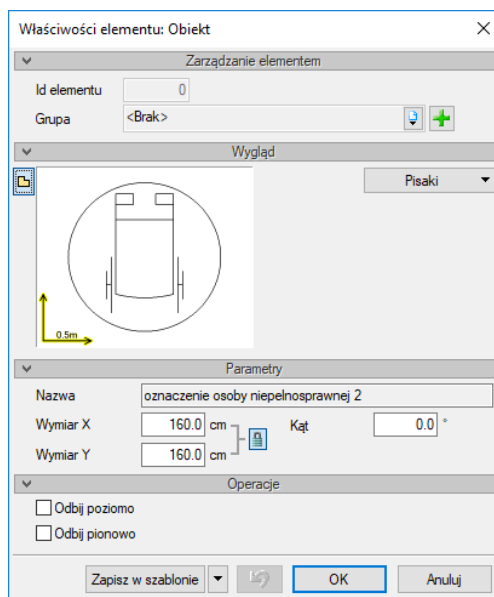 Właściwości elementu: Obiekt
Zarządzanie elementem
Id elementu 0
Grupa <Brak>
Wygląd
Pisaki
0.5m
Parametry
Nazwa oznaczenie osoby niepełnosprawnej 2
Wymiar X 160.0 cm Kąt 0.0 °
Wymiar Y 160.0 cm
Operacje
Odbij poziomo
Odbij pionowo
Zapisz w szablonie OK Anuluj